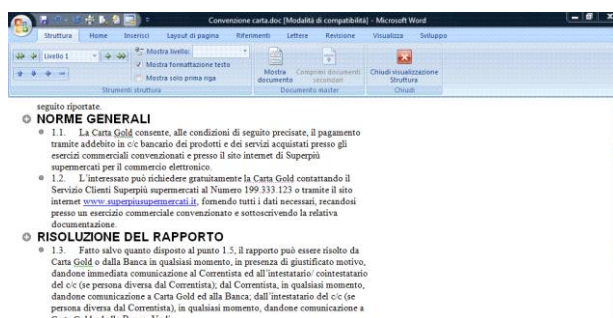 Convenzione carta.doc [Modalità di compatibilità] - Microsoft Word
Struttura Home Inserisci Layout di pagina Riferimenti Lettere Revisione Visualizza Sviluppo
Livello 1
Mostra livello:
Mostra formattazione testo
Mostra solo prima riga
Mostra documento
Comprimi documenti secondari
Chiudi visualizzazione Struttura
Strumenti struttura Documento master Chiudi
seguito riportate.
NORME GENERALI
1.1. La Carta Gold consente, alle condizioni di seguito precisate, il pagamento
tramite addebito in c/c bancario dei prodotti e dei servizi acquistati presso gli
esercizi commerciali convenzionati e presso il sito internet di Superpiù
supermercati per il commercio elettronico.
1.2. L'interessato può richiedere gratuitamente la Carta Gold contattando il
Servizio Clienti Superpiù supermercati al Numero 199.333.123 o tramite il sito
internet www.superpiusupermercati.it, fornendo tutti i dati necessari, recandosi
presso un esercizio commerciale convenzionato e sottoscrivendo la relativa
documentazione.
RISOLUZIONE DEL RAPPORTO
1.3. Fatto salvo quanto disposto al punto 1.5, il rapporto può essere risolto da
Carta Gold o dalla Banca in qualsiasi momento, in presenza di giustificato motivo,
dandone immediata comunicazione al Correntista ed all'intestatario/ cointestatario
del c/c (se persona diversa dal Correntista); dal Correntista, in qualsiasi momento,
dandone comunicazione a Carta Gold ed alla Banca; dall'intestatario del c/c (se
persona diversa dal Correntista), in qualsiasi momento, dandone comunicazione a